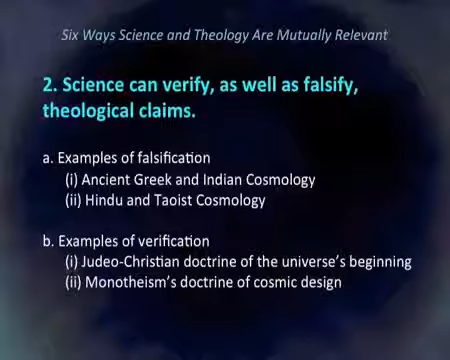 Six Ways Science and Theology Are Mutually Relevant
2. Science can verify, as well as falsify,
theological claims.
a. Examples of falsification
(i) Ancient Greek and Indian Cosmology
(ii) Hindu and Taoist Cosmology
b. Examples of verification
(i) Judeo-Christian doctrine of the universe's beginning
(ii) Monotheism's doctrine of cosmic design